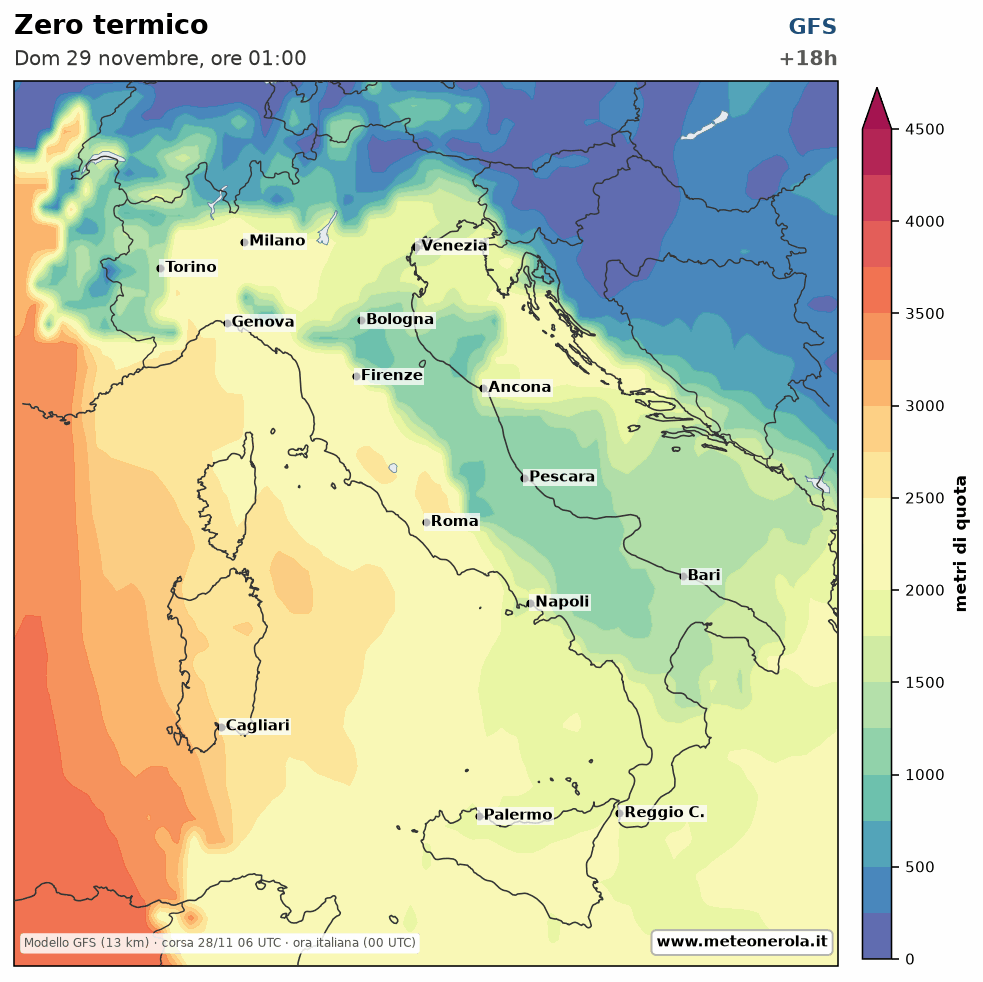 Zero termico
GFS
Dom 29 novembre, ore 01:00
+18h
Milano
Venezia
Torino
Genova
Bologna
Firenze
Ancona
Pescara
Roma
Bari
Napoli
Cagliari
Palermo
Reggio C.
4500
4000
3500
3000
2500
2000
1500
1000
500
0
metri di quota
Modello GFS (13 km) · corsa 28/11 06 UTC · ora italiana (00 UTC)
www.meteonerola.it